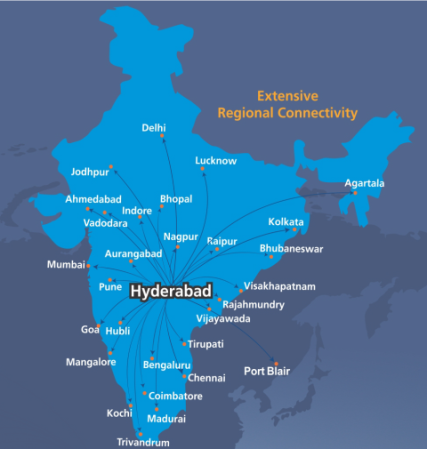 Extensive
Regional Connectivity
Delhi
Lucknow
Jodhpur
Agartala
Ahmedabad
Bhopal
Indore
Vadodara
Kolkata
Nagpur
Raipur
Bhubaneswar
Aurangabad
Mumbai
Pune
Hyderabad
Visakhapatnam
Rajahmundry
Vijayawada
Goa
Hubli
Tirupati
Mangalore
Bengaluru
Port Blair
Chennai
Coimbatore
Kochi
Madurai
Trivandrum